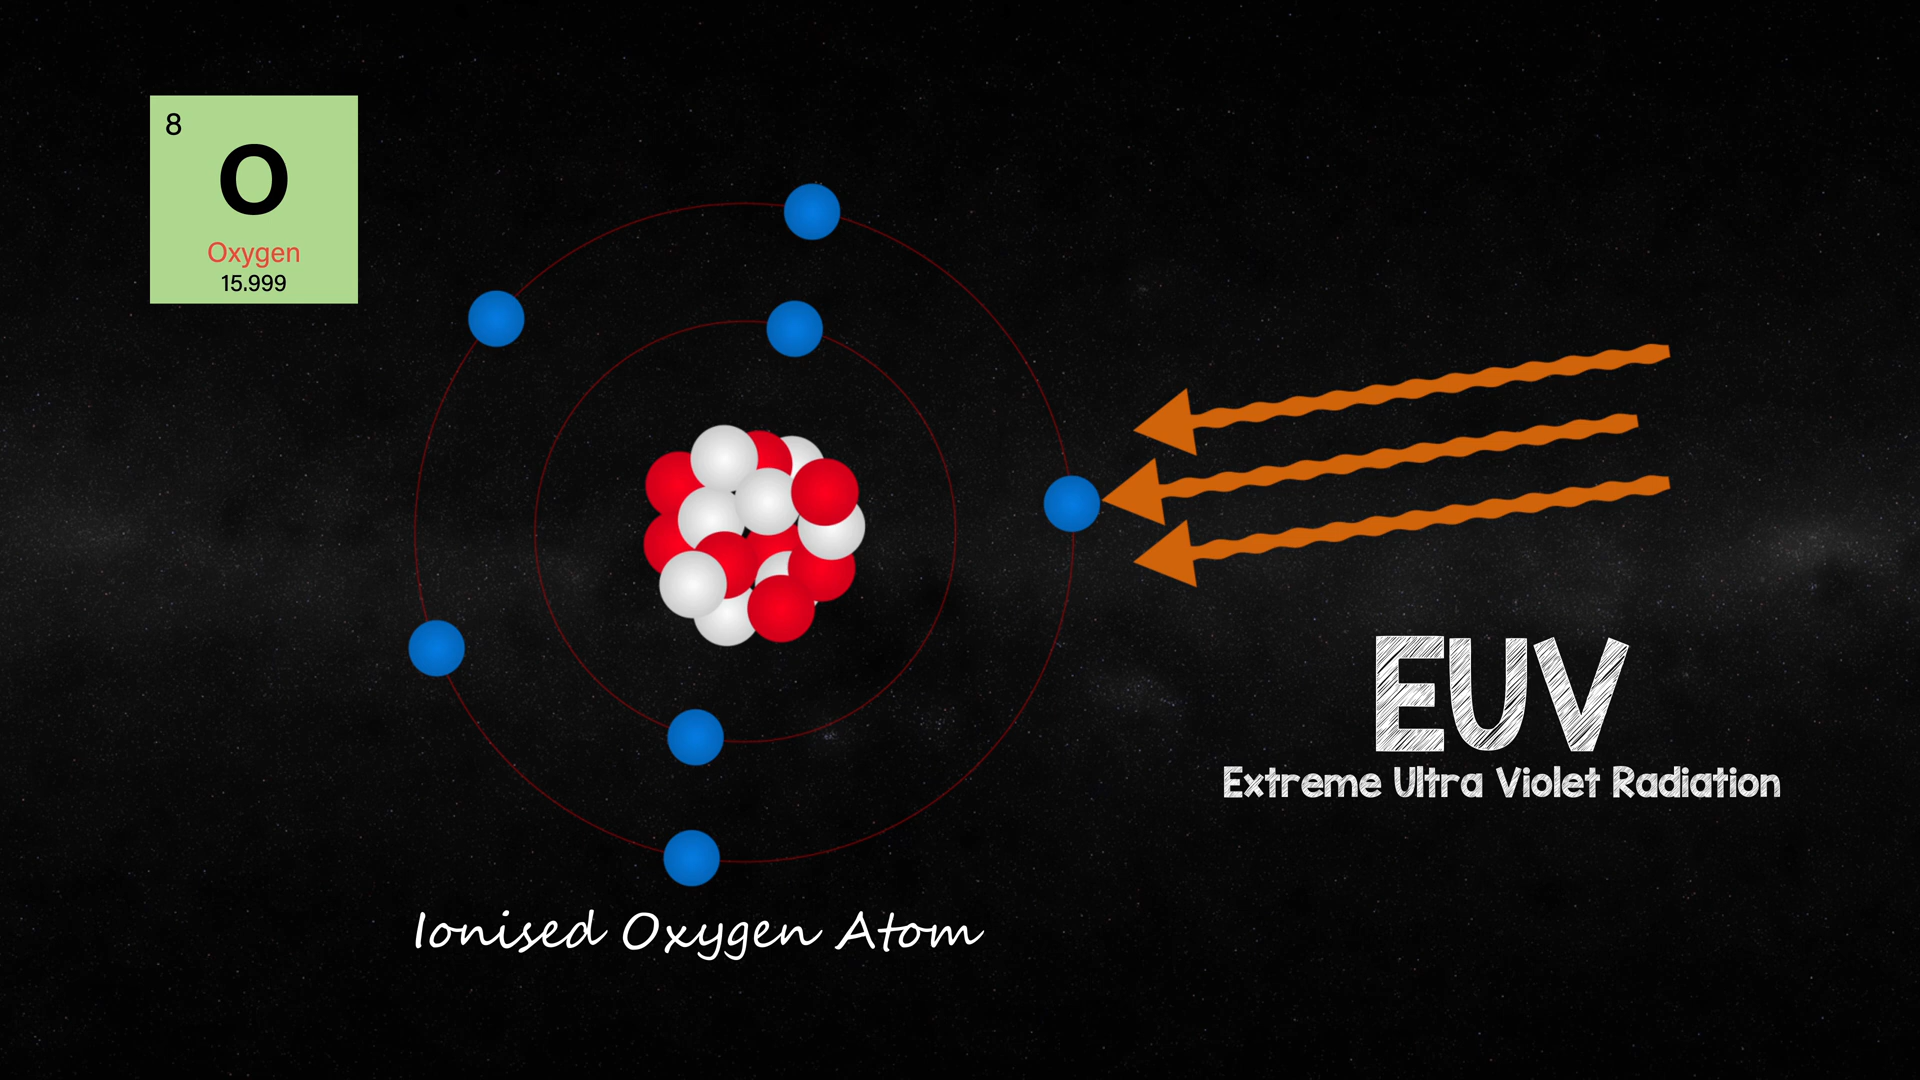 8
O
Oxygen
15.999
EUV
Extreme Ultra Violet Radiation
Ionised Oxygen Atom